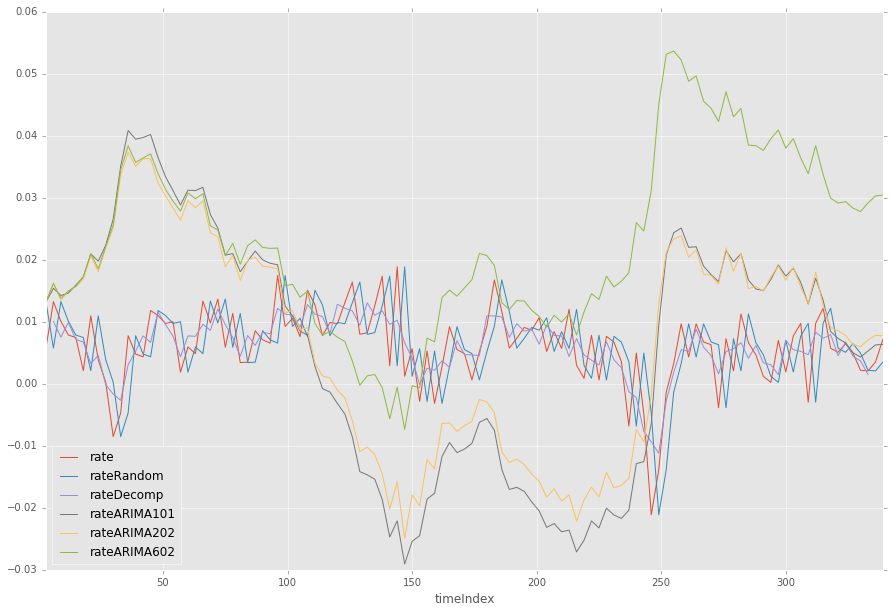 0.06
0.05
0.04
0.03
0.02
0.01
0.00
−0.01
−0.02
−0.03
rate
rateRandom
rateDecomp
rateARIMA101
rateARIMA202
rateARIMA602
50 100 150 200 250 300
timeIndex